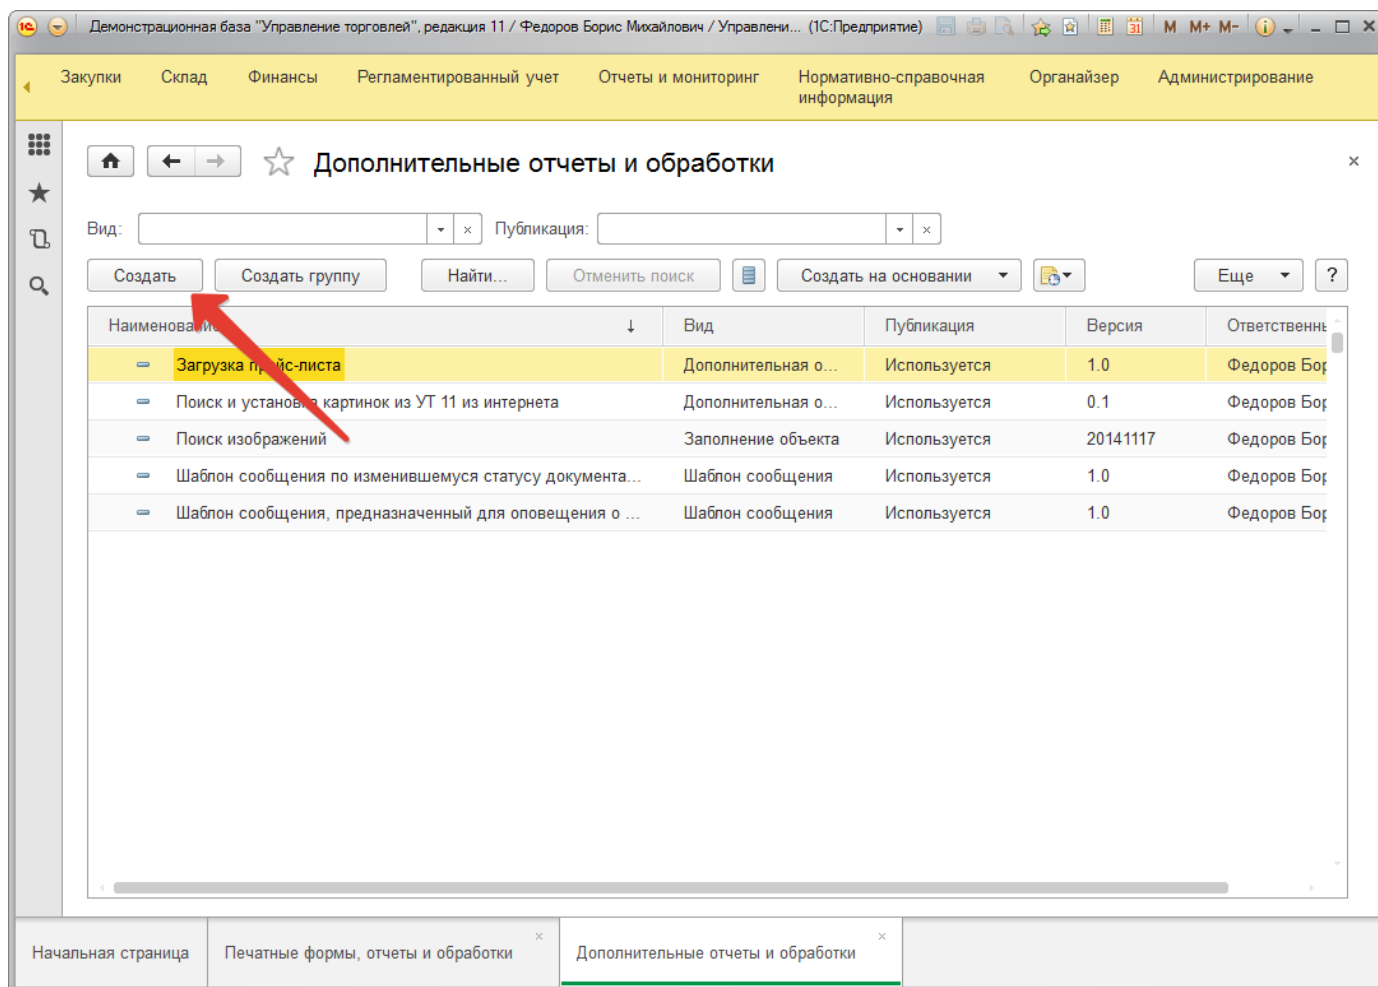 Демонстрационная база "Управление торговлей", редакция 11 / Федоров Борис Михайлович / Управлени... (1С:Предприятие)
31 M M+ M-
Закупки Склад Финансы Регламентированный учет Отчеты и мониторинг Нормативно-справочная информация Органайзер Администрирование
Дополнительные отчеты и обработки
Вид: Публикация:
Создать Создать группу Найти... Отменить поиск Создать на основании Еще ?
Наименование Вид Публикация Версия Ответственнь
Загрузка прайс-листа Дополнительная о... Используется 1.0 Федоров Бор
Поиск и установка картинок из УТ 11 из интернета Дополнительная о... Используется 0.1 Федоров Бор
Поиск изображений Заполнение объекта Используется 20141117 Федоров Бор
Шаблон сообщения по изменившемуся статусу документа... Шаблон сообщения Используется 1.0 Федоров Бор
Шаблон сообщения, предназначенный для оповещения о ... Шаблон сообщения Используется 1.0 Федоров Бор
Начальная страница Печатные формы, отчеты и обработки Дополнительные отчеты и обработки